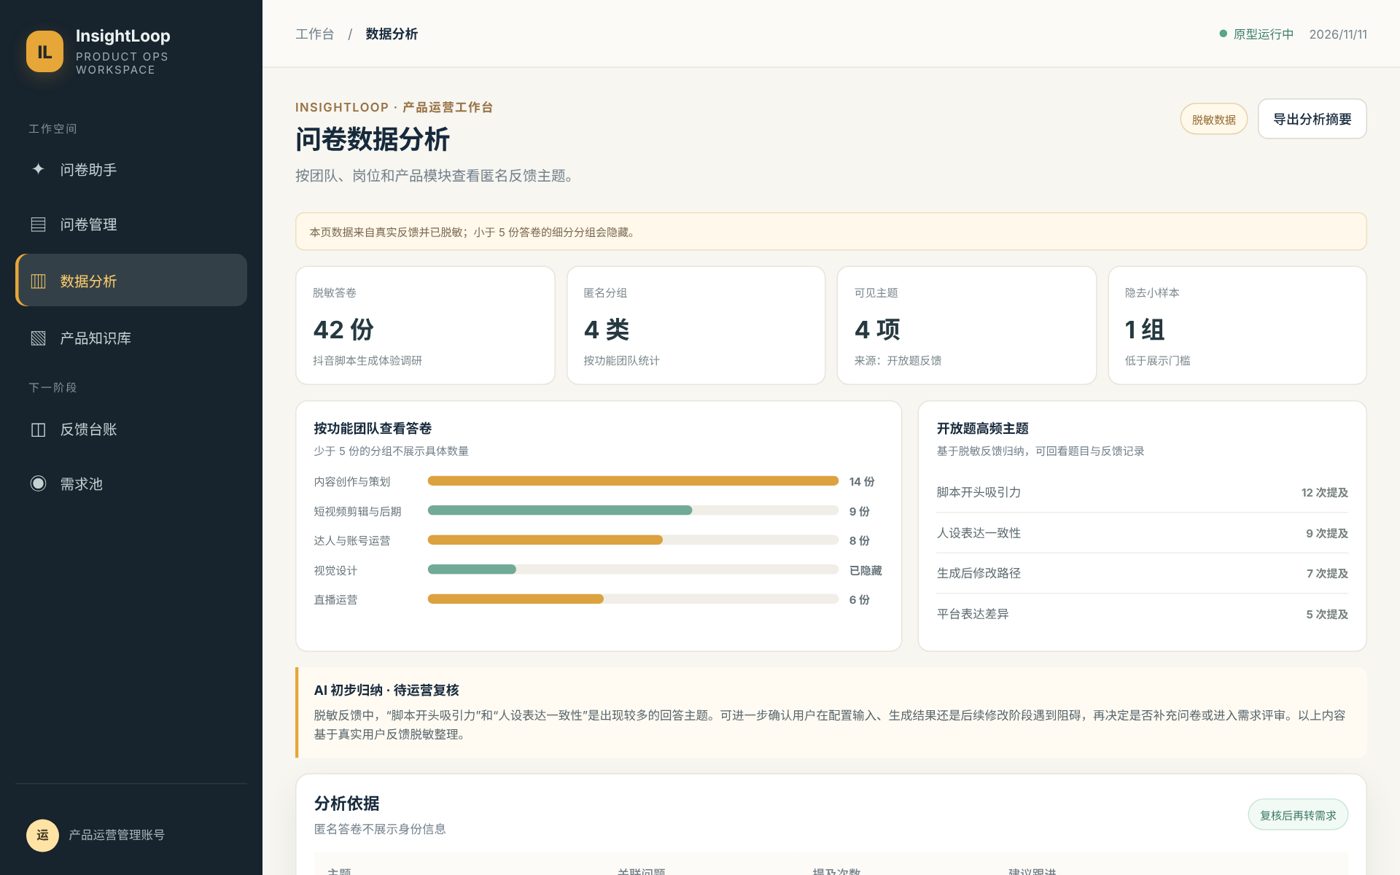 IL
InsightLoop
PRODUCT OPS
WORKSPACE
工作空间
问卷助手
问卷管理
数据分析
产品知识库
下一阶段
反馈台账
需求池
运
产品运营管理账号
工作台 / 数据分析
原型运行中 2026/11/11
INSIGHTLOOP · 产品运营工作台
问卷数据分析
按团队、岗位和产品模块查看匿名反馈主题。
脱敏数据
导出分析摘要
本页数据来自真实反馈并已脱敏；小于 5 份答卷的细分分组会隐藏。
脱敏答卷
42 份
抖音脚本生成体验调研
匿名分组
4 类
按功能团队统计
可见主题
4 项
来源：开放题反馈
隐去小样本
1 组
低于展示门槛
按功能团队查看答卷
少于 5 份的分组不展示具体数量
内容创作与策划 14 份
短视频剪辑与后期 9 份
达人与账号运营 8 份
视觉设计 已隐藏
直播运营 6 份
开放题高频主题
基于脱敏反馈归纳，可回看题目与反馈记录
脚本开头吸引力 12 次提及
人设表达一致性 9 次提及
生成后修改路径 7 次提及
平台表达差异 5 次提及
AI 初步归纳 · 待运营复核
脱敏反馈中，“脚本开头吸引力”和“人设表达一致性”是出现较多的回答主题。可进一步确认用户在配置输入、生成结果还是后续修改阶段遇到阻碍，再决定是否补充问卷或进入需求评审。以上内容
基于真实用户反馈脱敏整理。
分析依据
匿名答卷不展示身份信息
复核后再转需求
主题 关联问题 提及次数 建议跟进